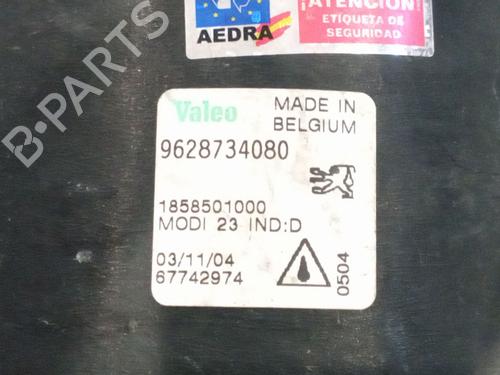 ¡ATENCIÓN!
AEDRA
ETIQUETA DE
SEGURIDAD
Valeo
MADE IN
BELGIUM
9628734080
1858501000
MODI 23 IND:D
03/11/04
67742974
0504
B-PARTS